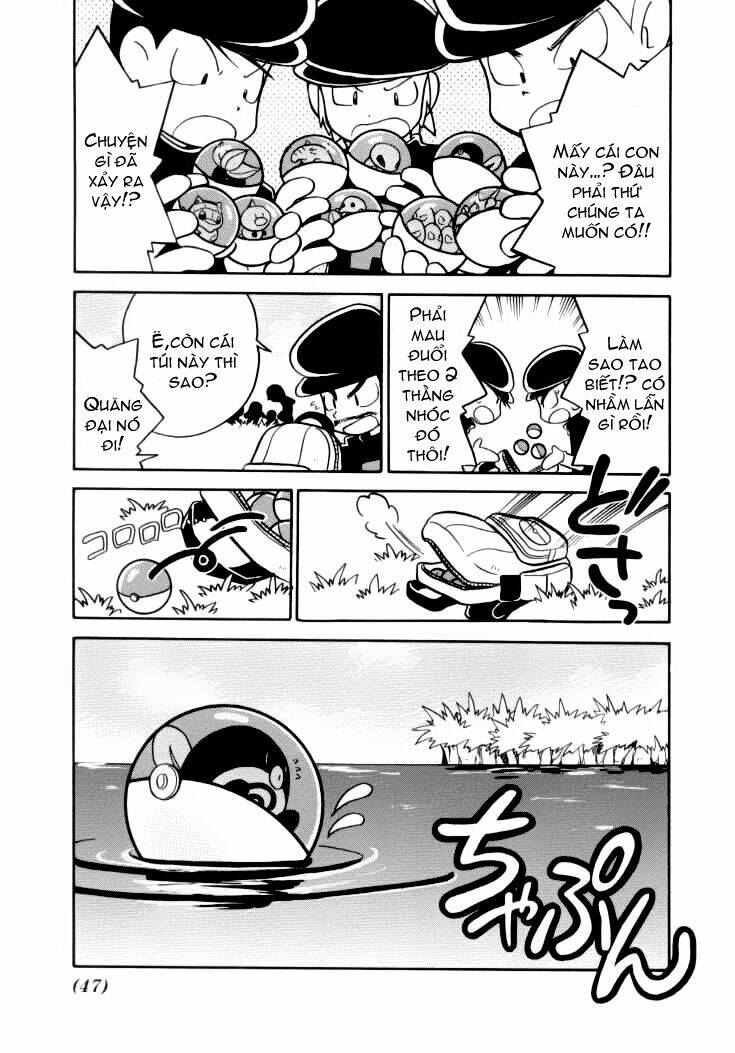 Mấy cái con
này...? Đâu
phải thứ
chúng ta
muốn có!!
Chuyện
gì đã
xảy ra
vậy!?
Làm
sao tao
biết!? Có
nhầm lẫn
gì rồi!
Phải
mau
đuổi
theo 2
thằng
nhóc
đó
thôi!
Ê,còn cái
túi này thì
sao?
Quăng
đại nó
đi!
どさっ
コロロロ
ちゃぷん
(47)